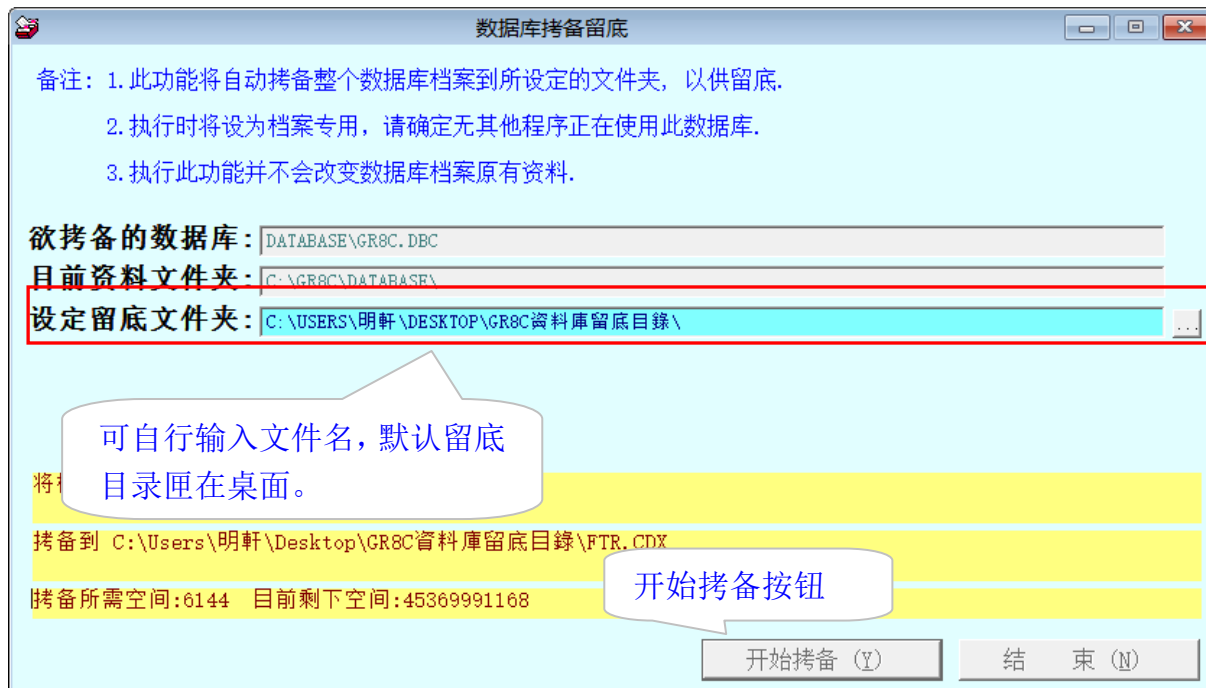 数据库拷备留底
备注: 1.此功能将自动拷备整个数据库档案到所设定的文件夹, 以供留底.
2.执行时将设为档案专用, 请确定无其他程序正在使用此数据库.
3.执行此功能并不会改变数据库档案原有资料.
欲拷备的数据库: DATABASE\GR8C.DBC
目前资料文件夹: C:\GR8C\DATABASE\
设定留底文件夹: C:\USERS\明軒\DESKTOP\GR8C資料庫留底目錄\ ...
可自行输入文件名, 默认留底
目录匣在桌面。
将
拷备到 C:\Users\明軒\Desktop\GR8C資料庫留底目錄\FTR.CDX
开始拷备按钮
拷备所需空间:6144 目前剩下空间:45369991168
开始拷备 (Y) 结 束 (N)